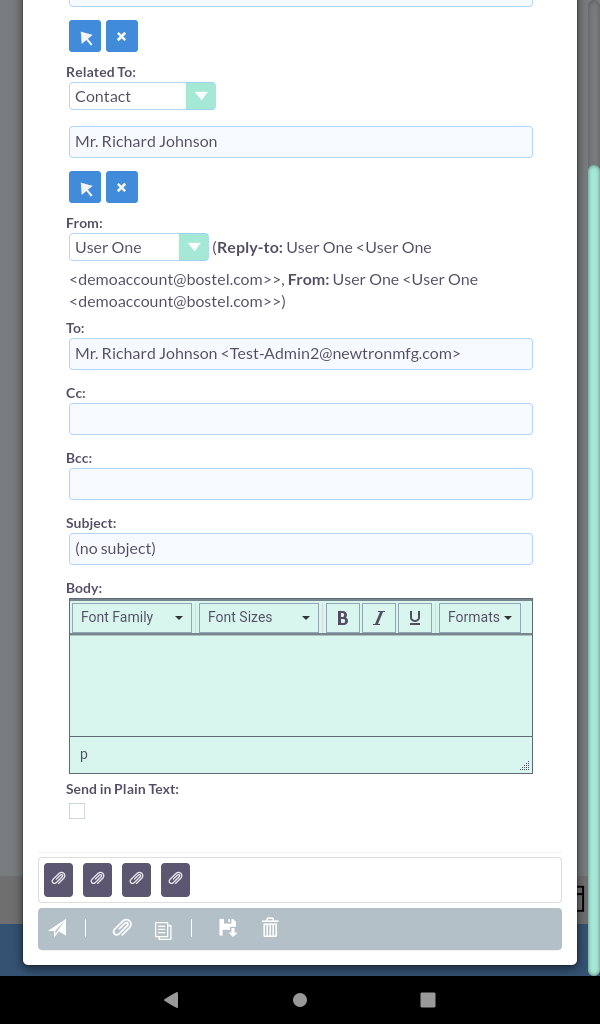 Related To:
Contact
Mr. Richard Johnson
From:
User One (Reply-to: User One <User One
<demoaccount@bostel.com>>, From: User One <User One
<demoaccount@bostel.com>>)
To:
Mr. Richard Johnson <Test-Admin2@newtronmfg.com>
Cc:
Bcc:
Subject:
(no subject)
Body:
Font Family Font Sizes B I U Formats
p
Send in Plain Text: